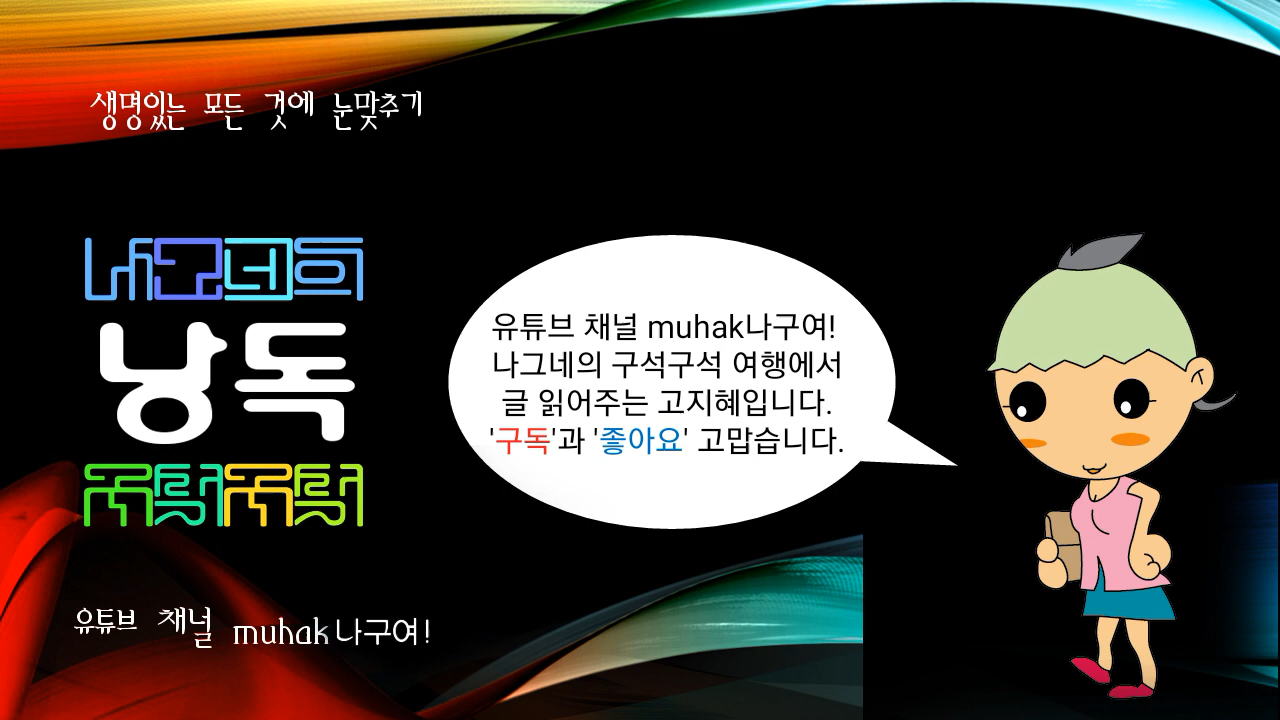 생명있는 모든 것에 눈맞추기
나그네의
낭독
구석구석
유튜브 채널 muhak나구여!
나그네의 구석구석 여행에서
글 읽어주는 고지혜입니다.
'구독'과 '좋아요' 고맙습니다.
유튜브 채널 muhak나구여!